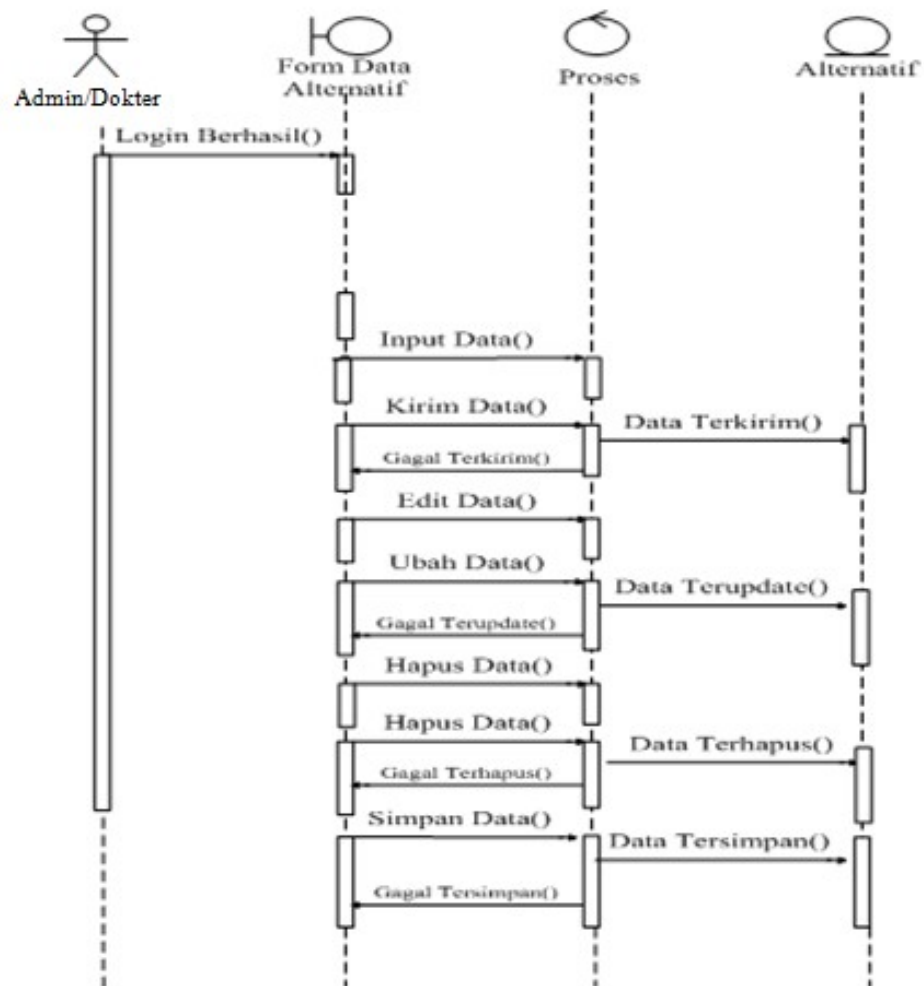 Admin/Dokter
Form Data
Alternatif
Proses
Alternatif
Login Berhasil()
Input Data()
Kirim Data()
Data Terkirim()
Gagal Terkirim()
Edit Data()
Ubah Data()
Data Terupdate()
Gagal Terupdate()
Hapus Data()
Hapus Data()
Data Terhapus()
Gagal Terhapus()
Simpan Data()
Data Tersimpan()
Gagal Tersimpan()